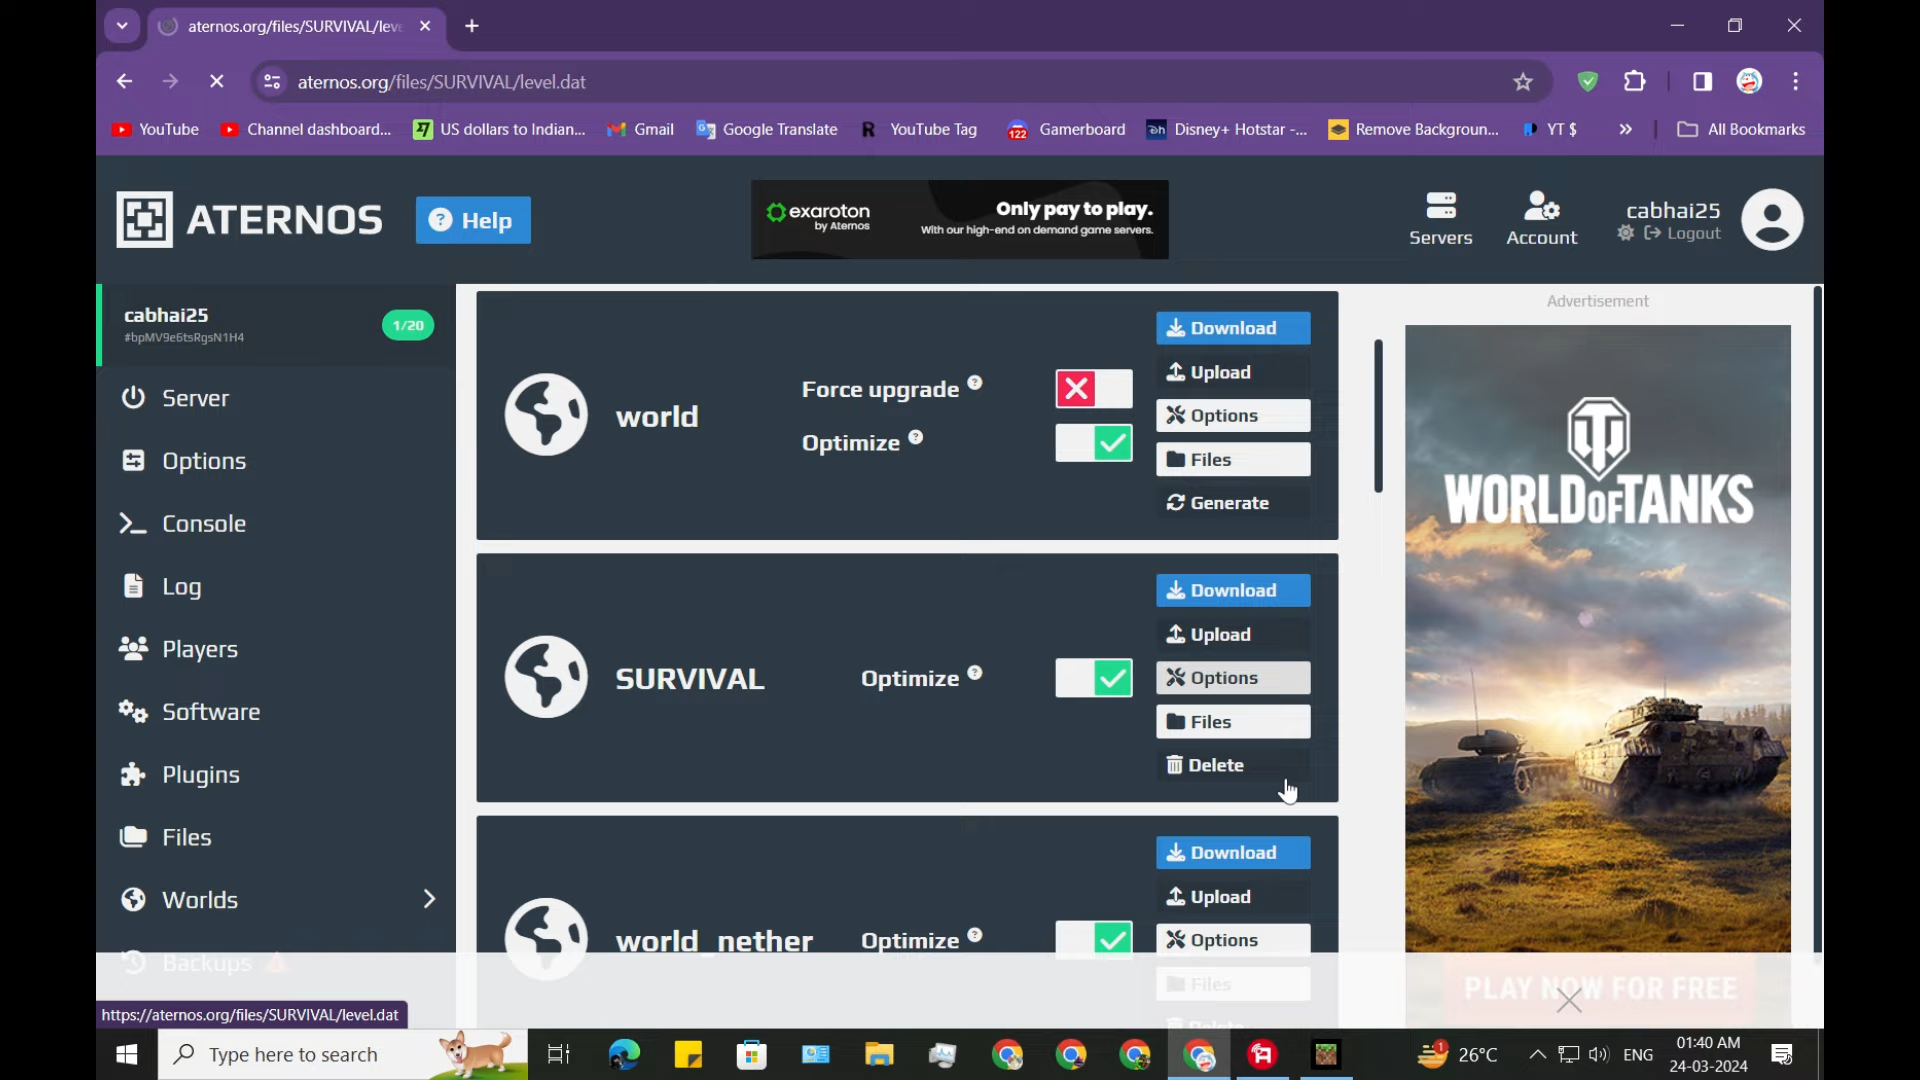 aternos.org/files/SURVIVAL/leve
aternos.org/files/SURVIVAL/level.dat
YouTube
Channel dashboard...
US dollars to Indian...
Gmail
Google Translate
YouTube Tag
122
Gamerboard
Disney+ Hotstar -...
Remove Backgroun...
YT $
»
All Bookmarks
ATERNOS
Help
exaroton
by Aternos
Only pay to play.
With our high-end on demand game servers.
Servers
Account
cabhai25
Logout
cabhai25
#bpMV9e6tsRgsN1H4
1/20
Server
Options
Console
Log
Players
Software
Plugins
Files
Worlds
Backups
world
Force upgrade
Optimize
Download
Upload
Options
Files
Generate
SURVIVAL
Optimize
Download
Upload
Options
Files
Delete
world_nether
Optimize
Download
Upload
Options
Files
Delete
Advertisement
WORLD OF TANKS
PLAY NOW FOR FREE
https://aternos.org/files/SURVIVAL/level.dat
Type here to search
1
26°C
ENG
01:40 AM
24-03-2024